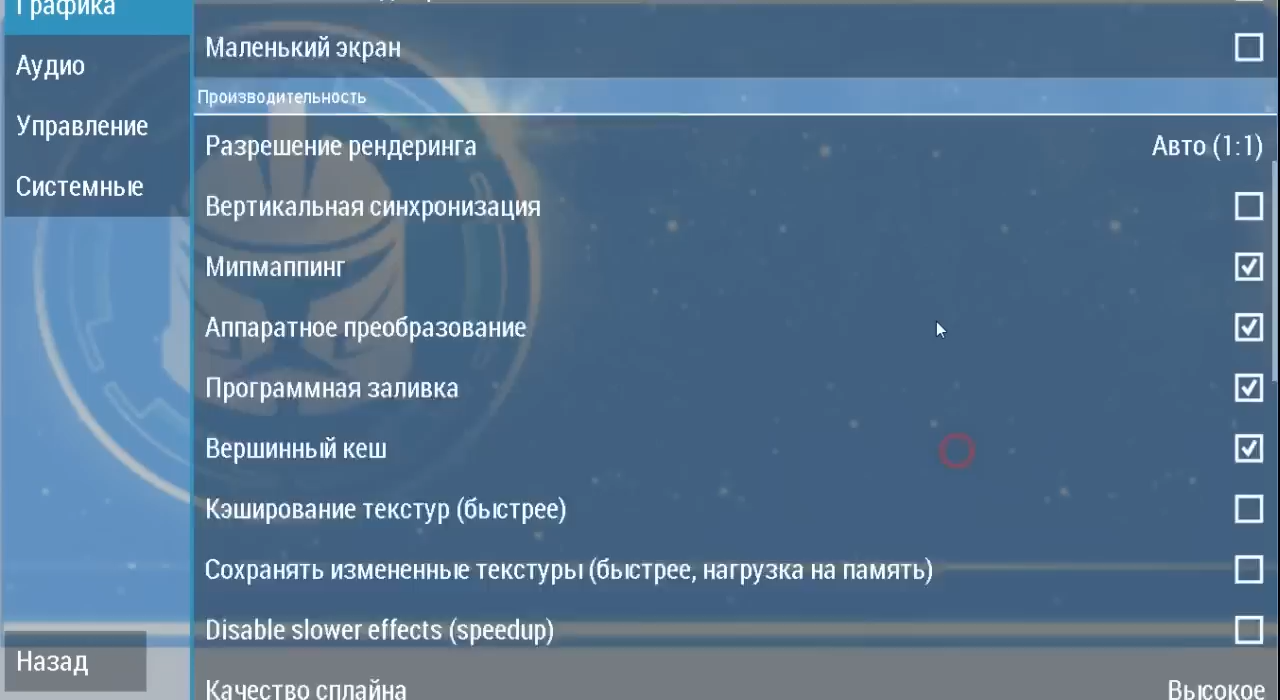 Графика
Аудио
Управление
Системные
Маленький экран
Производительность
Разрешение рендеринга Авто (1:1)
Вертикальная синхронизация
Мипмаппинг
Аппаратное преобразование
Программная заливка
Вершинный кеш
Кэширование текстур (быстрее)
Сохранять измененные текстуры (быстрее, нагрузка на память)
Disable slower effects (speedup)
Качество сплайна Высокое
Назад